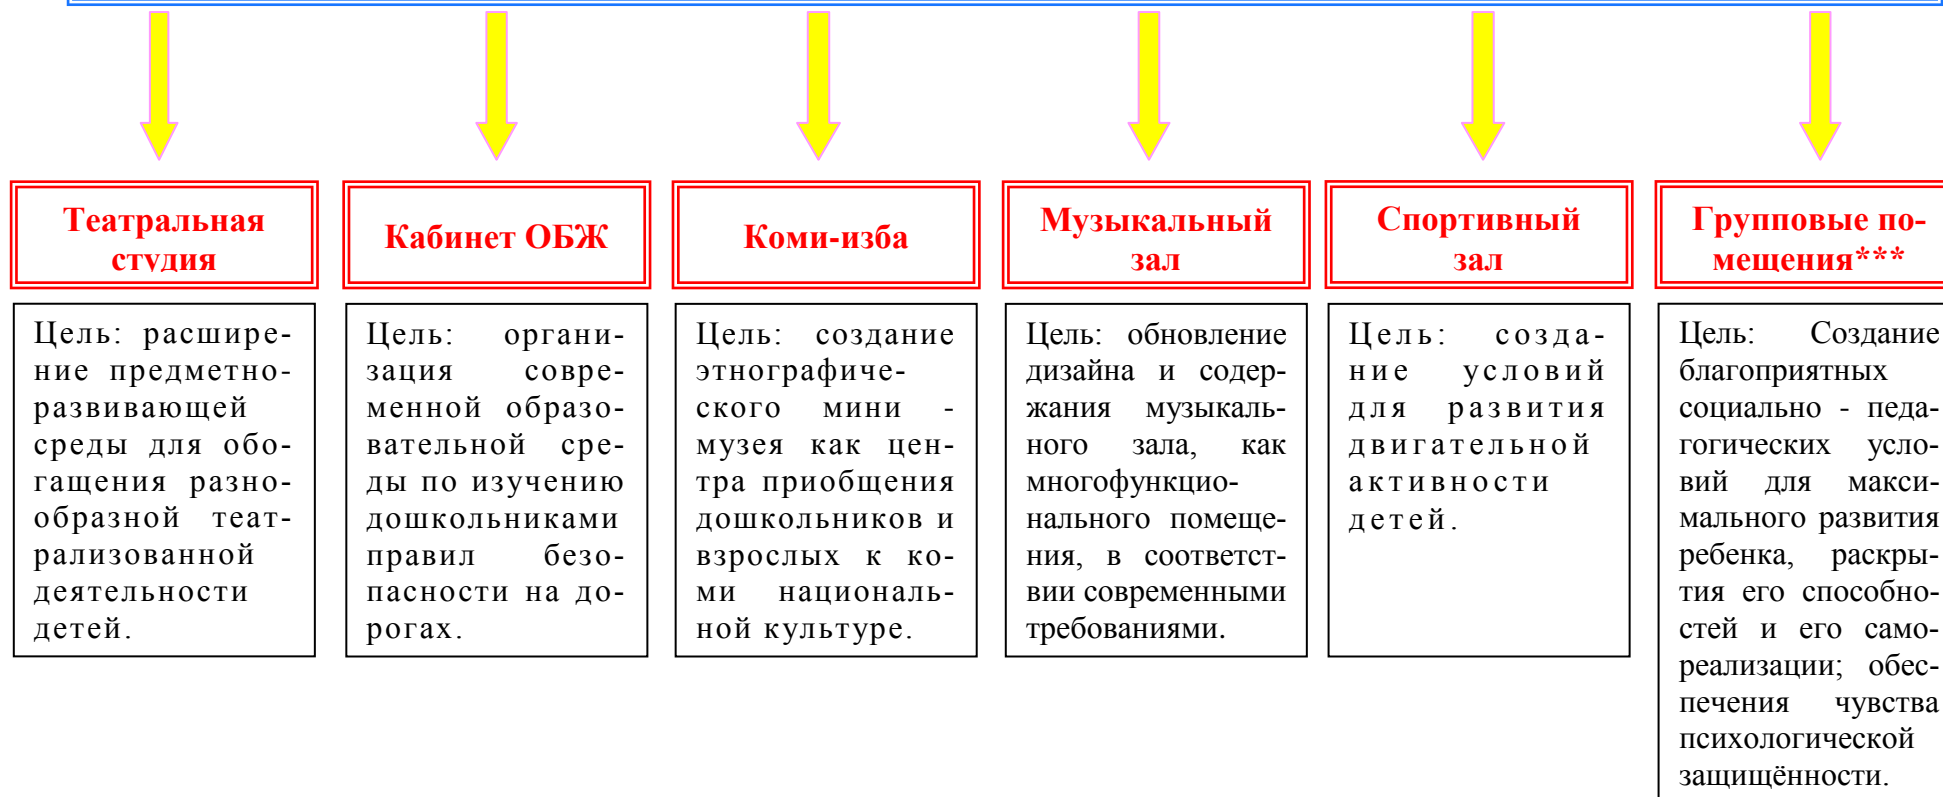 Театральная
студия
Цель: расшире-
ние предметно-
развивающей
среды для обо-
гащения разно-
образной теат-
рализованной
деятельности
детей.
Кабинет ОБЖ
Цель: органи-
зация совре-
менной образо-
вательной сре-
ды по изучению
дошкольниками
правил безо-
пасности на до-
рогах.
Коми-изба
Цель: создание
этнографиче-
ского мини -
музея как цен-
тра приобщения
дошкольников и
взрослых к ко-
ми националь-
ной культуре.
Музыкальный
зал
Цель: обновление
дизайна и содер-
жания музыкаль-
ного зала, как
многофункцио-
нального помеще-
ния, в соответст-
вии современными
требованиями.
Спортивный
зал
Цель: созда-
ние условий
для развития
двигательной
активности
детей.
Групповые по-
мещения***
Цель: Создание
благоприятных
социально - педа-
гогических усло-
вий для макси-
мального развития
ребенка, раскры-
тия его способно-
стей и его само-
реализации; обес-
печения чувства
психологической
защищённости.